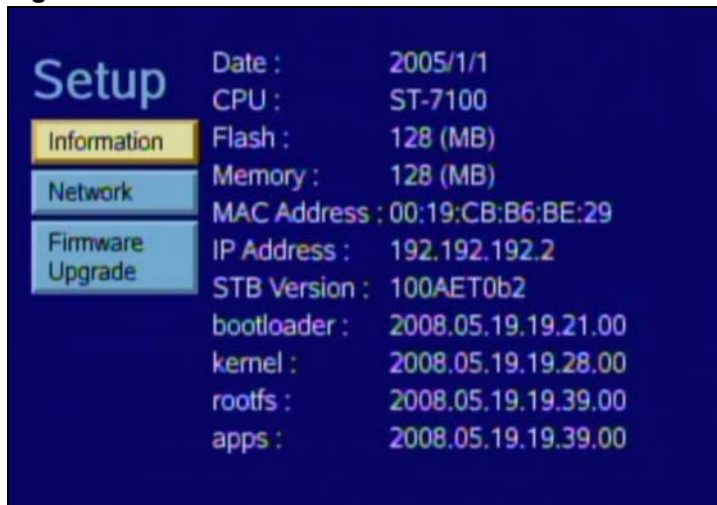 Setup
Information
Network
Firmware
Upgrade
Date : 2005/1/1
CPU : ST-7100
Flash : 128 (MB)
Memory : 128 (MB)
MAC Address : 00:19:CB:B6:BE:29
IP Address : 192.192.192.2
STB Version : 100AET0b2
bootloader : 2008.05.19.19.21.00
kernel : 2008.05.19.19.28.00
rootfs : 2008.05.19.19.39.00
apps : 2008.05.19.19.39.00